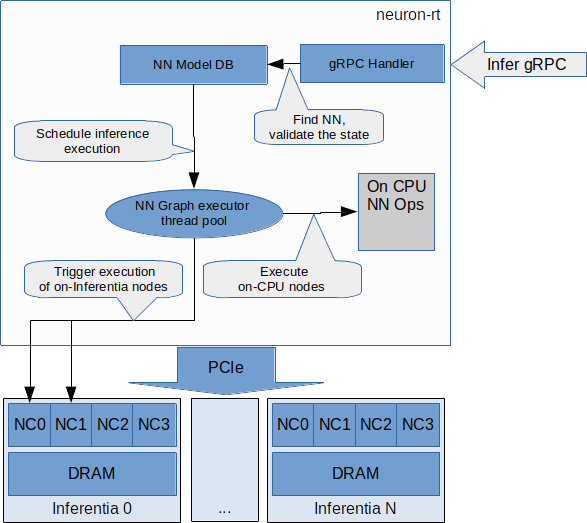 neuron-rt
NN Model DB
gRPC Handler
Infer gRPC
Find NN,
validate the state
Schedule inference
execution
On CPU
NN Ops
NN Graph executor
thread pool
Trigger execution
of on-Inferentia nodes
Execute
on-CPU nodes
PCIe
NC0 NC1 NC2 NC3
DRAM
Inferentia 0
...
NC0 NC1 NC2 NC3
DRAM
Inferentia N